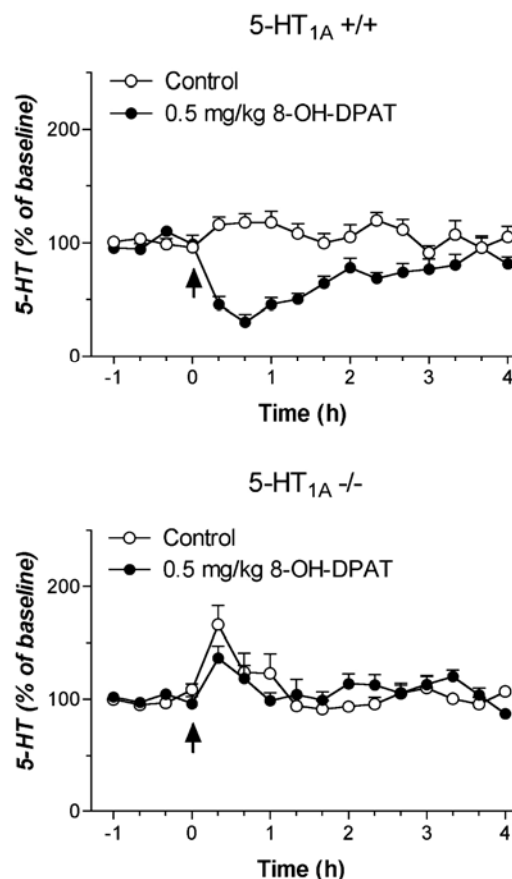 5-HT1A +/+
Control
0.5 mg/kg 8-OH-DPAT
5-HT (% of baseline)
200
100
0
-1 0 1 2 3 4
Time (h)
5-HT1A -/-
Control
0.5 mg/kg 8-OH-DPAT
5-HT (% of baseline)
200
100
0
-1 0 1 2 3 4
Time (h)